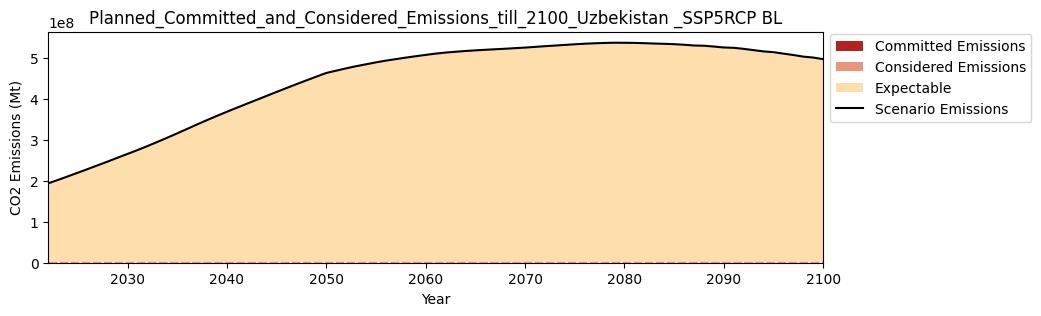 Planned_Committed_and_Considered_Emissions_till_2100_Uzbekistan _SSP5RCP BL
1e8
5
4
3
2
1
0
CO2 Emissions (Mt)
2030 2040 2050 2060 2070 2080 2090 2100
Year
Committed Emissions
Considered Emissions
Expectable
Scenario Emissions